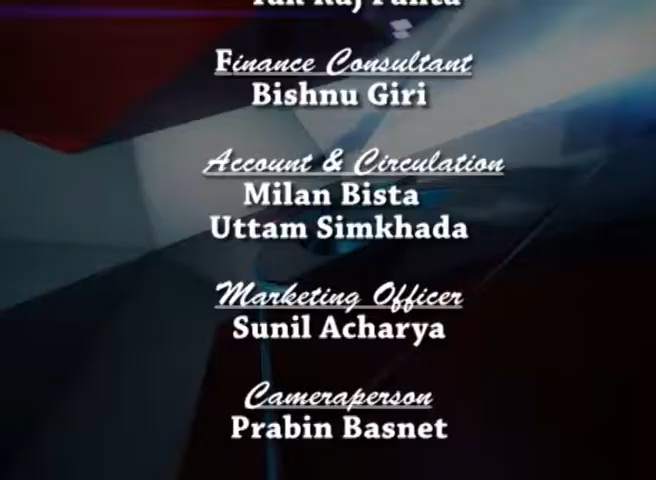 Finance Consultant
Bishnu Giri
Account & Circulation
Milan Bista
Uttam Simkhada
Marketing Officer
Sunil Acharya
Cameraperson
Prabin Basnet